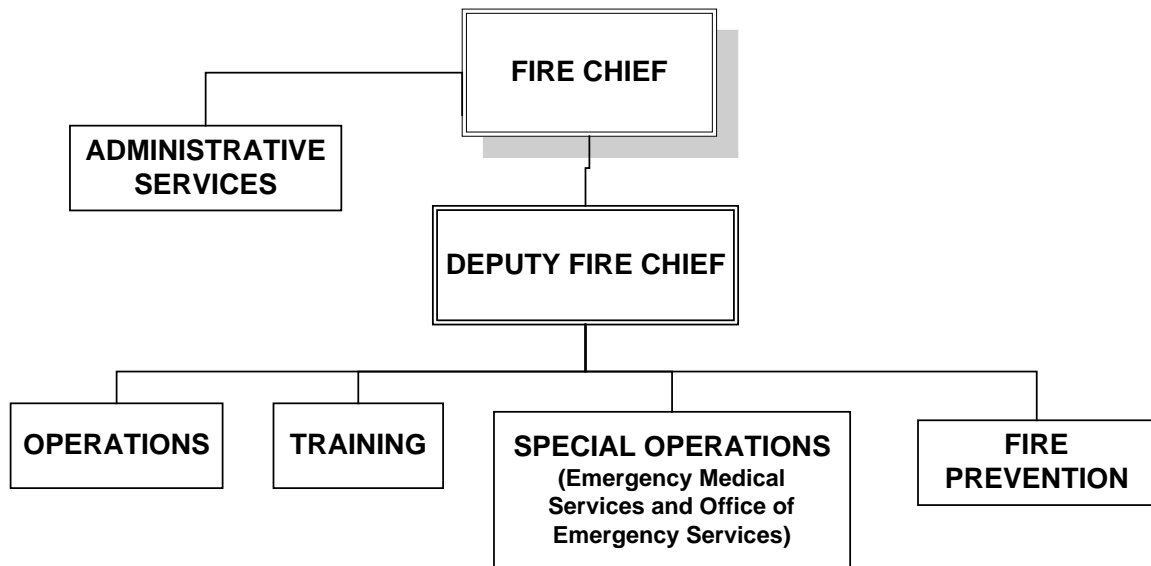 FIRE CHIEF
ADMINISTRATIVE
SERVICES
DEPUTY FIRE CHIEF
OPERATIONS
TRAINING
SPECIAL OPERATIONS
(Emergency Medical
Services and Office of
Emergency Services)
FIRE
PREVENTION